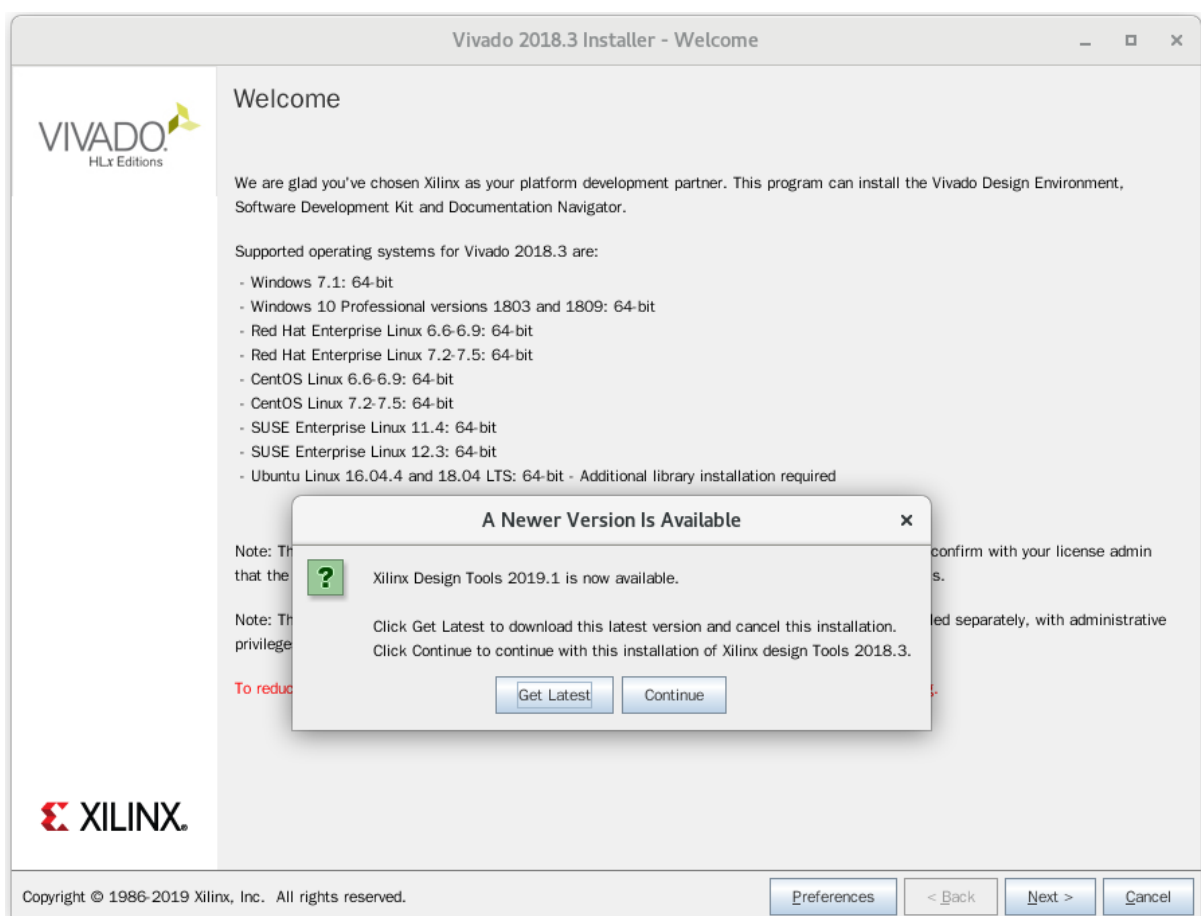 Vivado 2018.3 Installer - Welcome
VIVADO.
HLx Editions
Welcome
We are glad you've chosen Xilinx as your platform development partner. This program can install the Vivado Design Environment,
Software Development Kit and Documentation Navigator.
Supported operating systems for Vivado 2018.3 are:
- Windows 7.1: 64-bit
- Windows 10 Professional versions 1803 and 1809: 64-bit
- Red Hat Enterprise Linux 6.6-6.9: 64-bit
- Red Hat Enterprise Linux 7.2-7.5: 64-bit
- CentOS Linux 6.6-6.9: 64-bit
- CentOS Linux 7.2-7.5: 64-bit
- SUSE Enterprise Linux 11.4: 64-bit
- SUSE Enterprise Linux 12.3: 64-bit
- Ubuntu Linux 16.04.4 and 18.04 LTS: 64-bit - Additional library installation required
A Newer Version Is Available
Note: Th confirm with your license admin
that the s.
Xilinx Design Tools 2019.1 is now available.
Note: Th led separately, with administrative
privilege
Click Get Latest to download this latest version and cancel this installation.
Click Continue to continue with this installation of Xilinx design Tools 2018.3.
To reduc g.
Get Latest Continue
XILINX.
Copyright © 1986-2019 Xilinx, Inc. All rights reserved.
Preferences < Back Next > Cancel